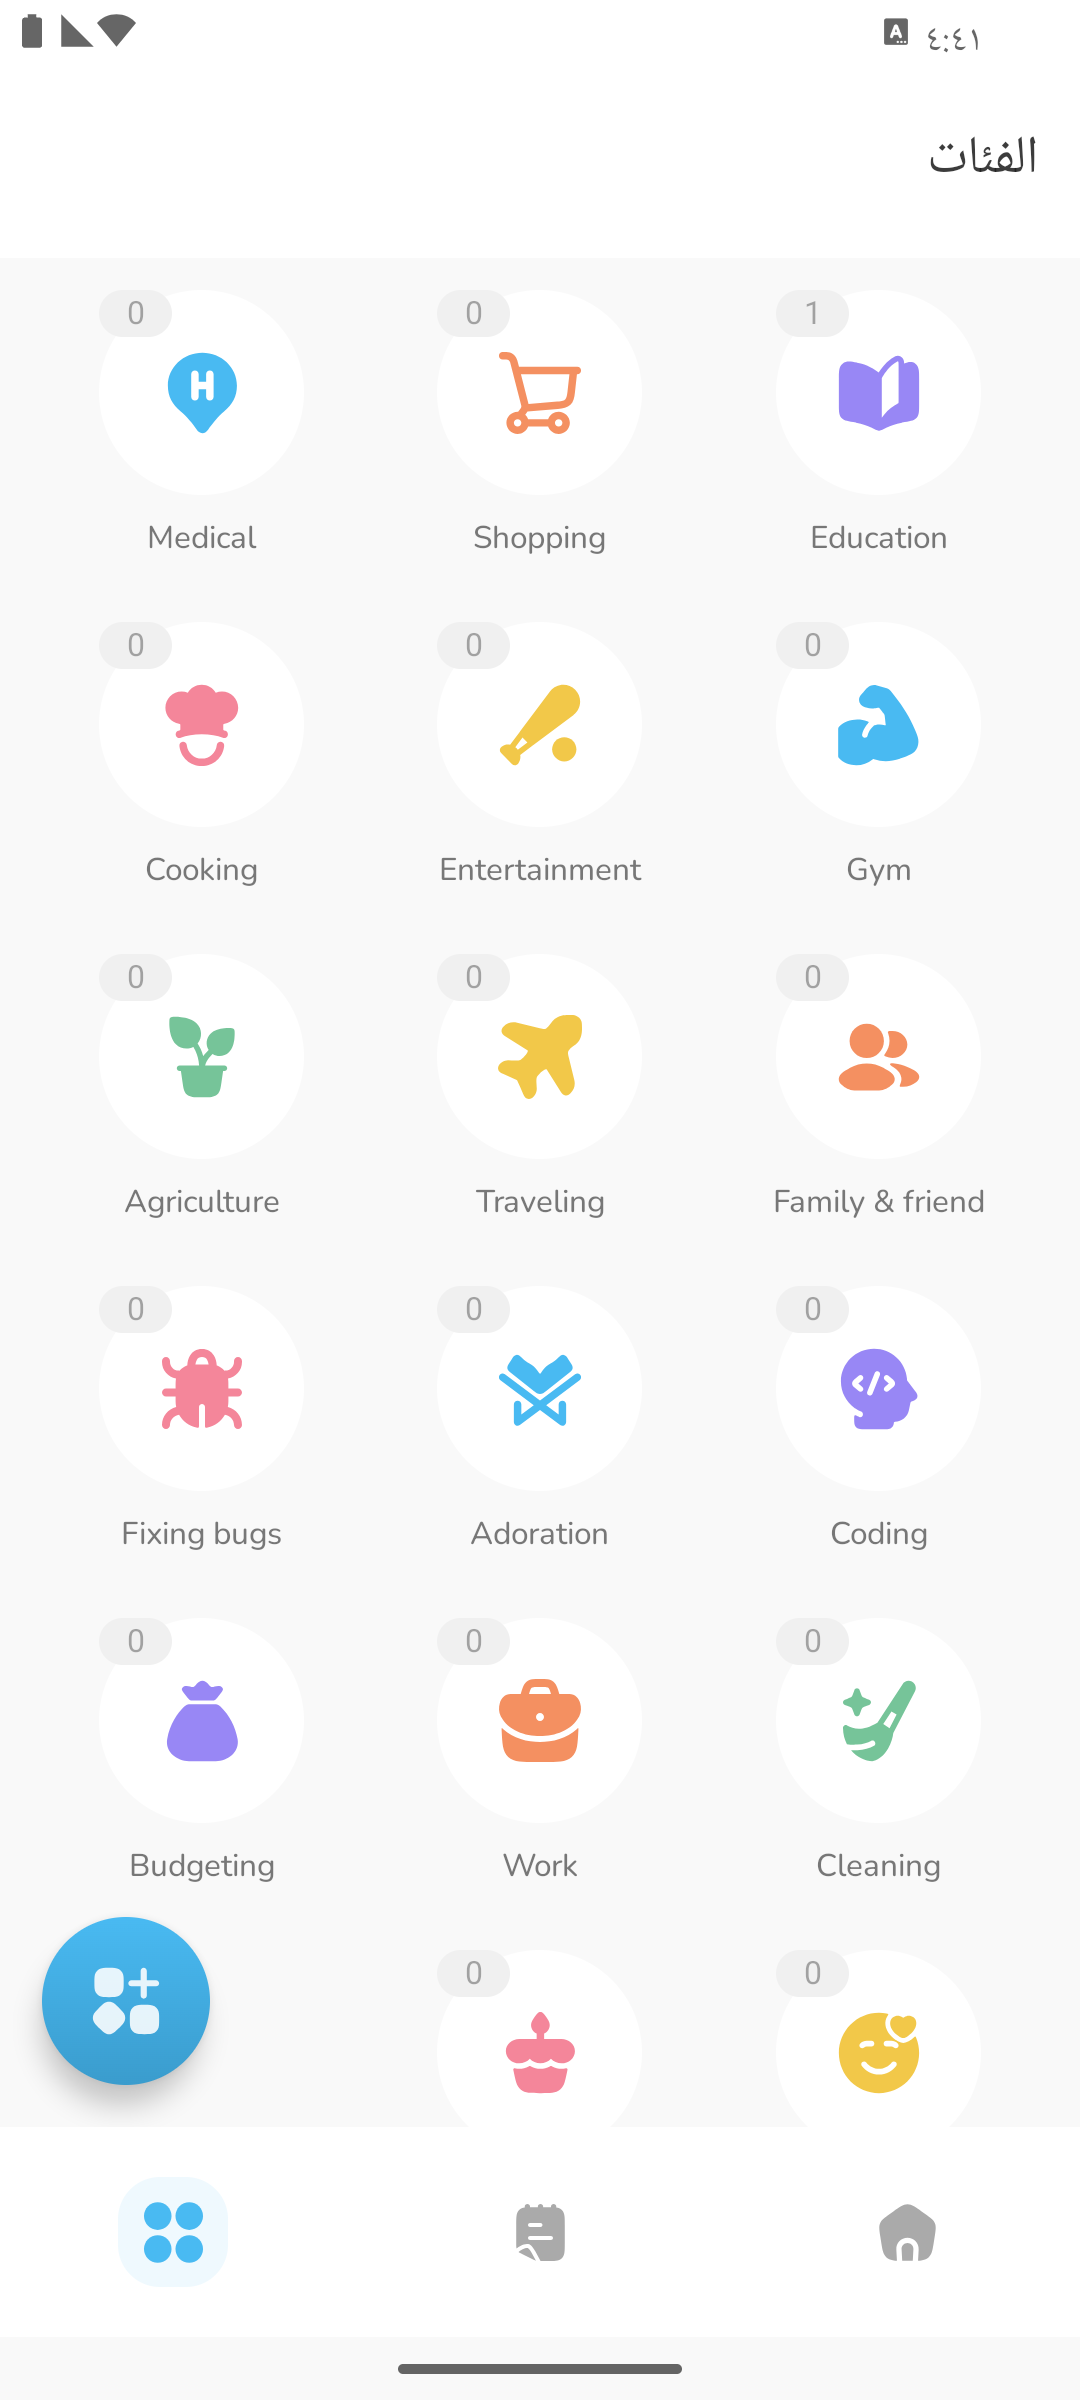 ٤:٤١
الفئات
1 0 0
Education Shopping Medical
0 0 0
Gym Entertainment Cooking
0 0 0
Family & friend Traveling Agriculture
0 0 0
Coding Adoration Fixing bugs
0 0 0
Cleaning Work Budgeting
0 0